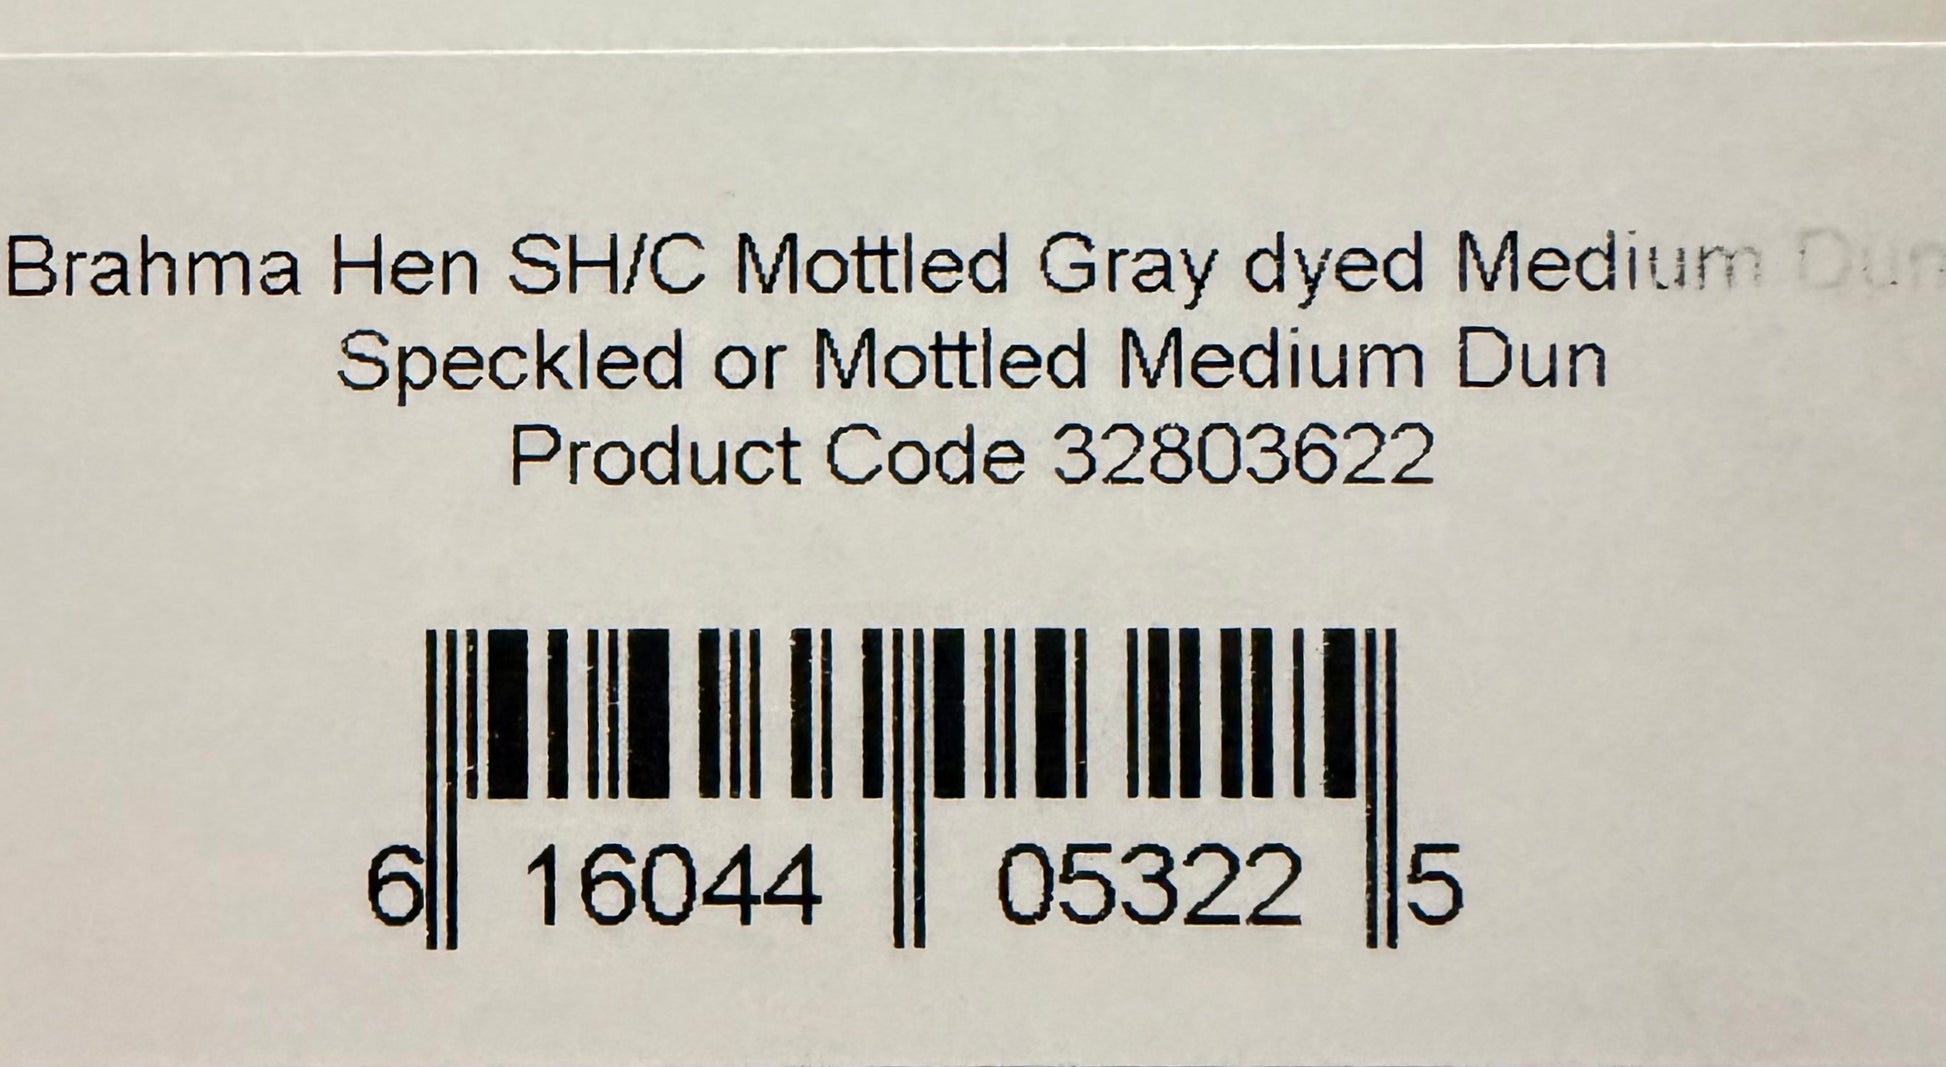 Brahma Hen SH/C Mottled Gray dyed Medium Dun
Speckled or Mottled Medium Dun
Product Code 32803622
6 16044 05322 5